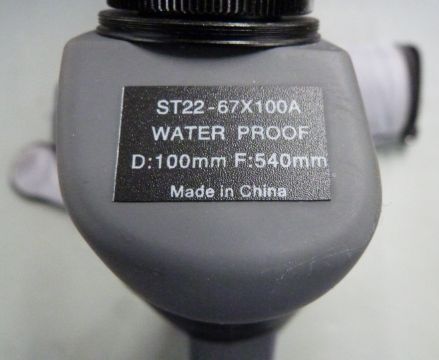 ST22-67X100A
WATER PROOF
D:100mm F:540mm
Made in China